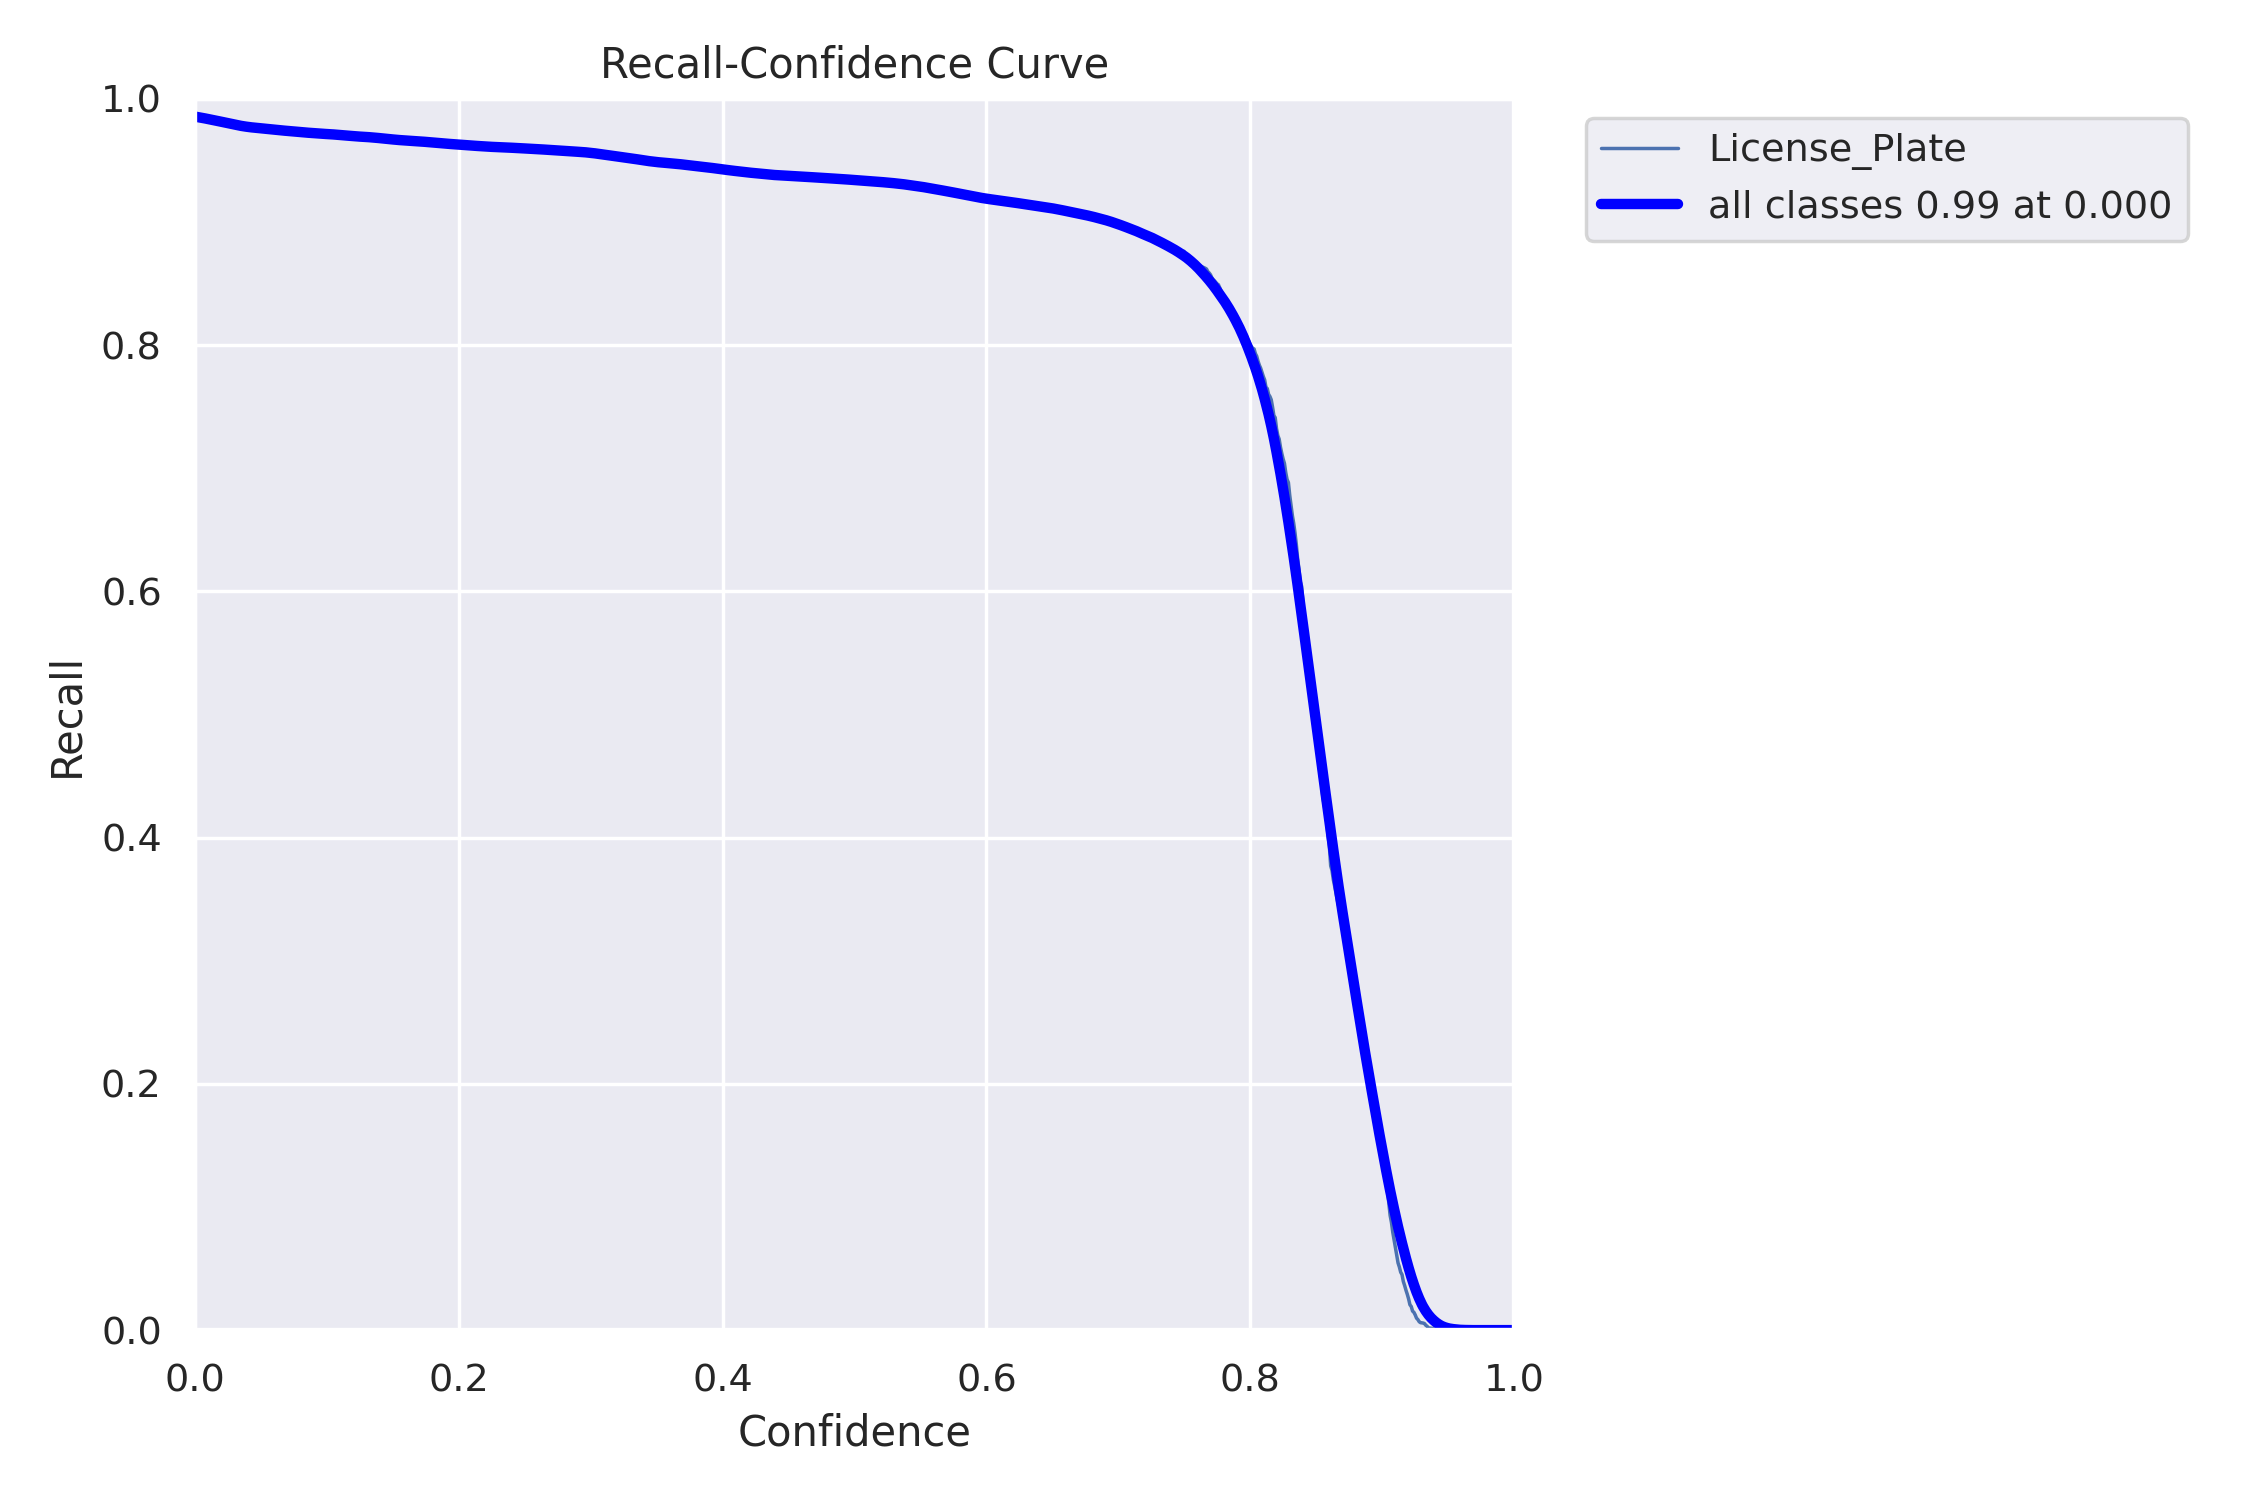 Recall-Confidence Curve
1.0
0.8
0.6
0.4
0.2
0.0
Recall
0.0 0.2 0.4 0.6 0.8 1.0
Confidence
License_Plate
all classes 0.99 at 0.000